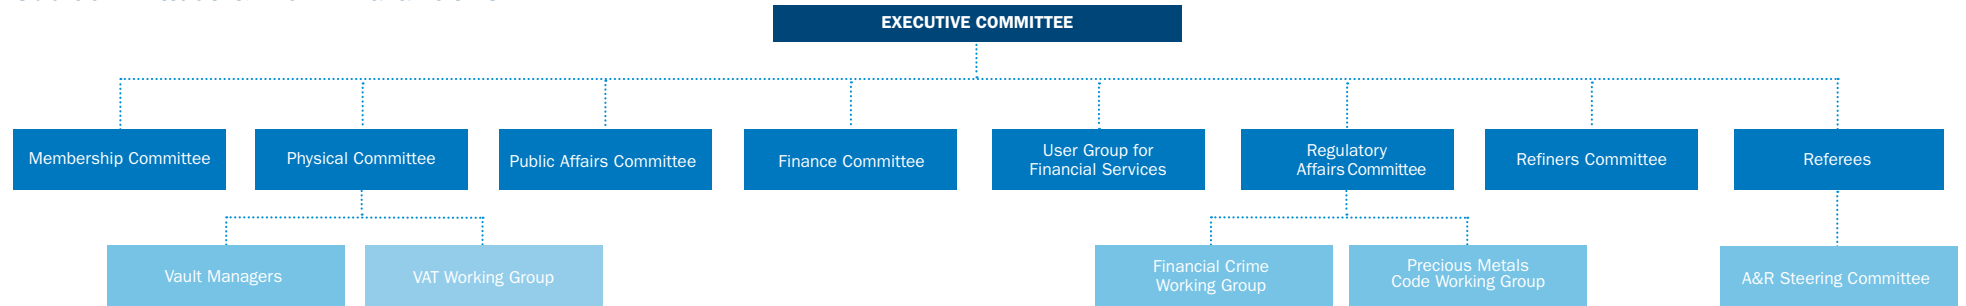 EXECUTIVE COMMITTEE
Membership Committee
Physical Committee
Public Affairs Committee
Finance Committee
User Group for
Financial Services
Regulatory
Affairs Committee
Refiners Committee
Referees
Vault Managers
VAT Working Group
Financial Crime
Working Group
Precious Metals
Code Working Group
A&R Steering Committee